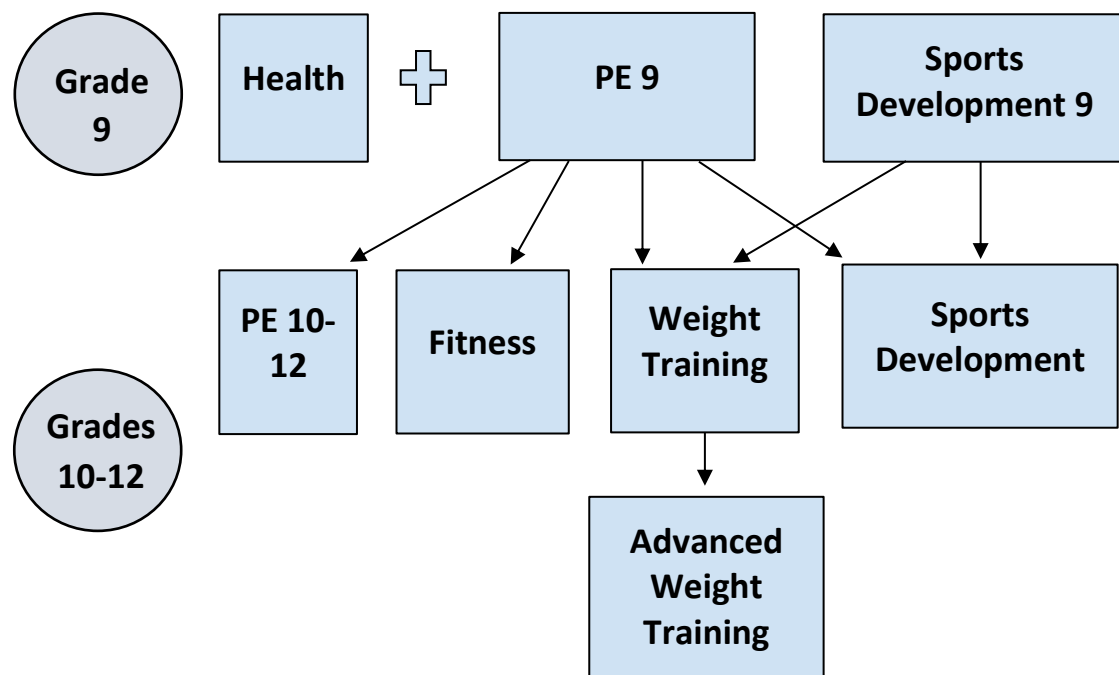 Grade
9
Health
PE 9
Sports
Development 9
PE 10-
12
Fitness
Weight
Training
Sports
Development
Grades
10-12
Advanced
Weight
Training